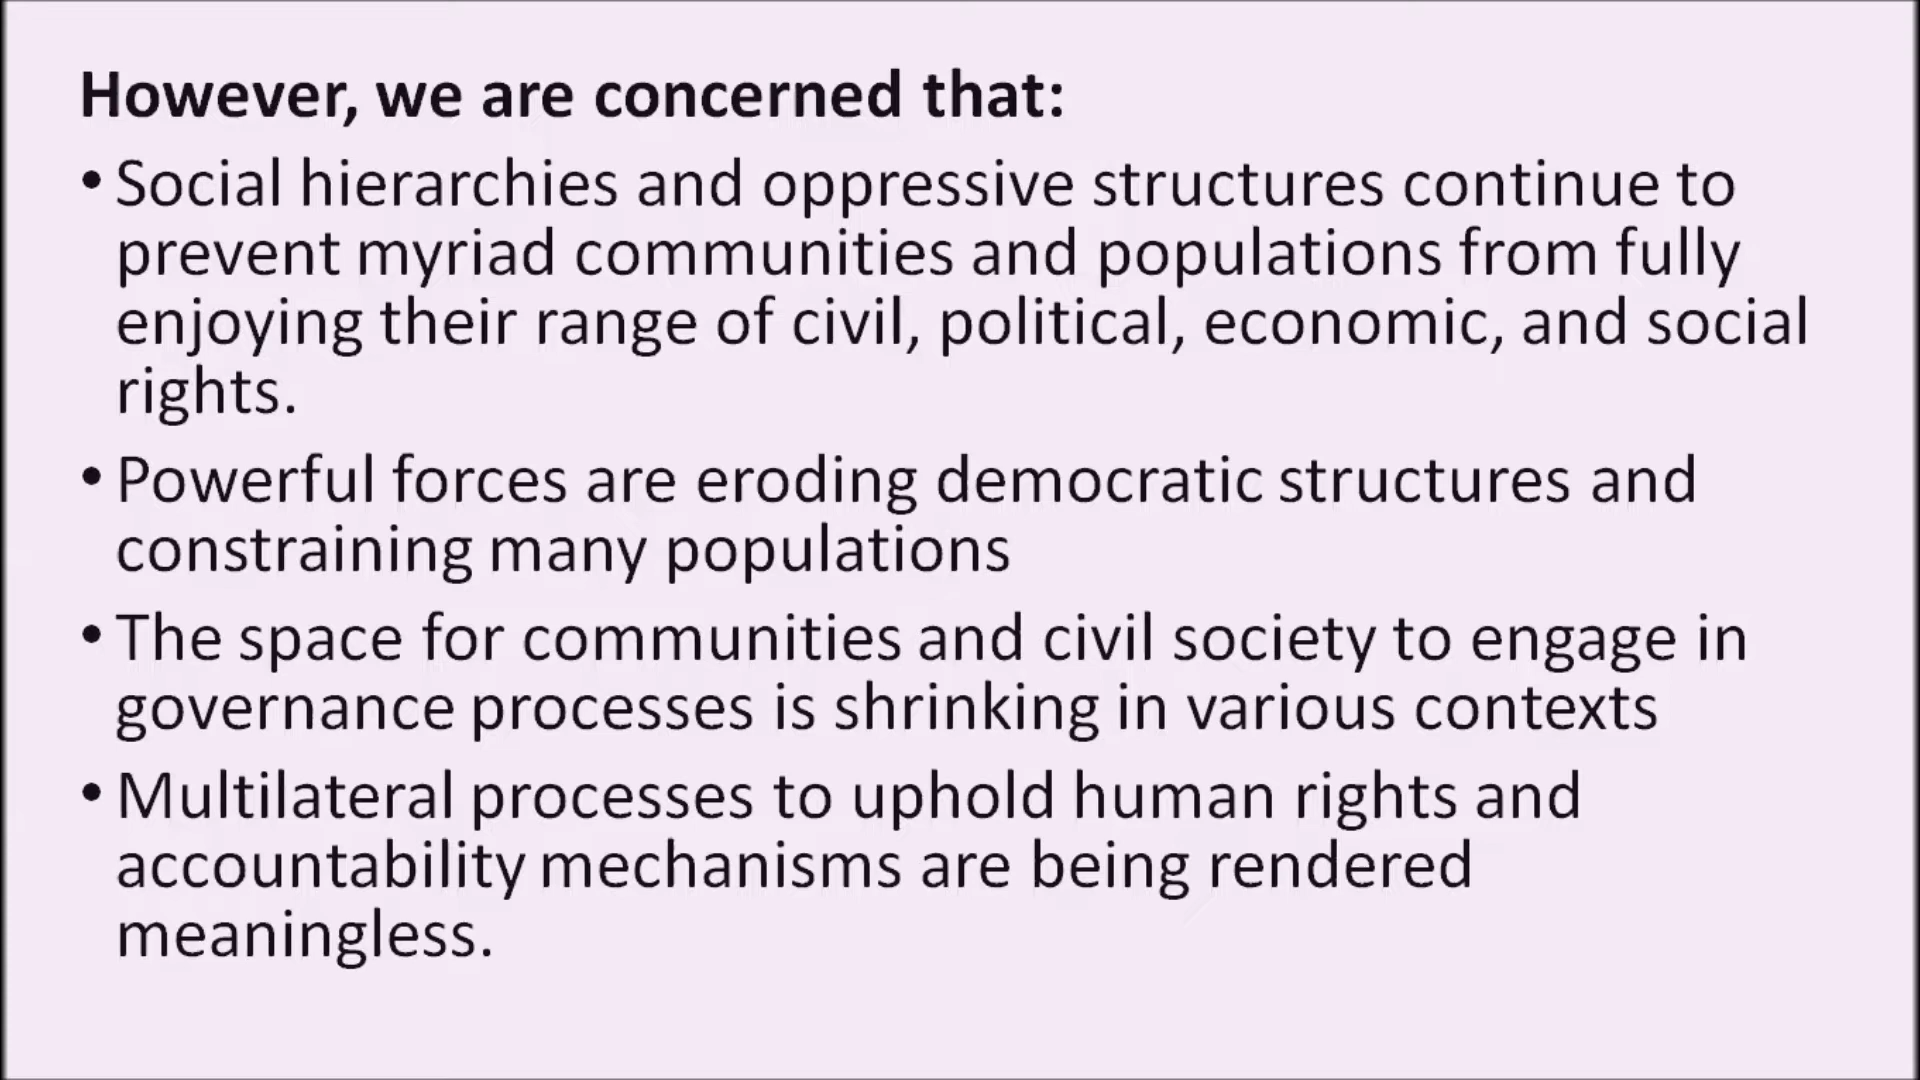 However, we are concerned that:
• Social hierarchies and oppressive structures continue to
prevent myriad communities and populations from fully
enjoying their range of civil, political, economic, and social
rights.
• Powerful forces are eroding democratic structures and
constraining many populations
• The space for communities and civil society to engage in
governance processes is shrinking in various contexts
• Multilateral processes to uphold human rights and
accountability mechanisms are being rendered
meaningless.